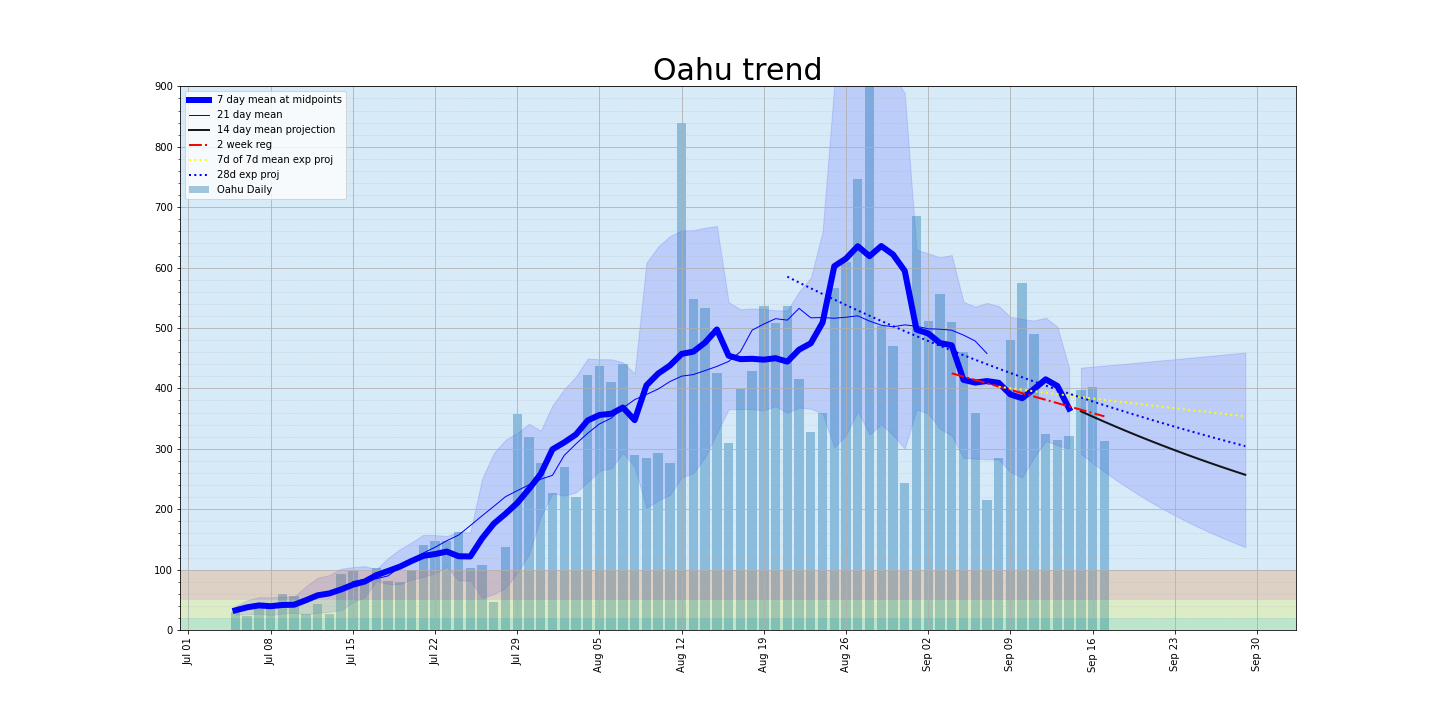 Oahu trend
900
800
700
600
500
400
300
200
100
0
7 day mean at midpoints
21 day mean
14 day mean projection
2 week reg
7d of 7d mean exp proj
28d exp proj
Oahu Daily
Jul 01
Jul 08
Jul 15
Jul 22
Jul 29
Aug 05
Aug 12
Aug 19
Aug 26
Sep 02
Sep 09
Sep 16
Sep 23
Sep 30